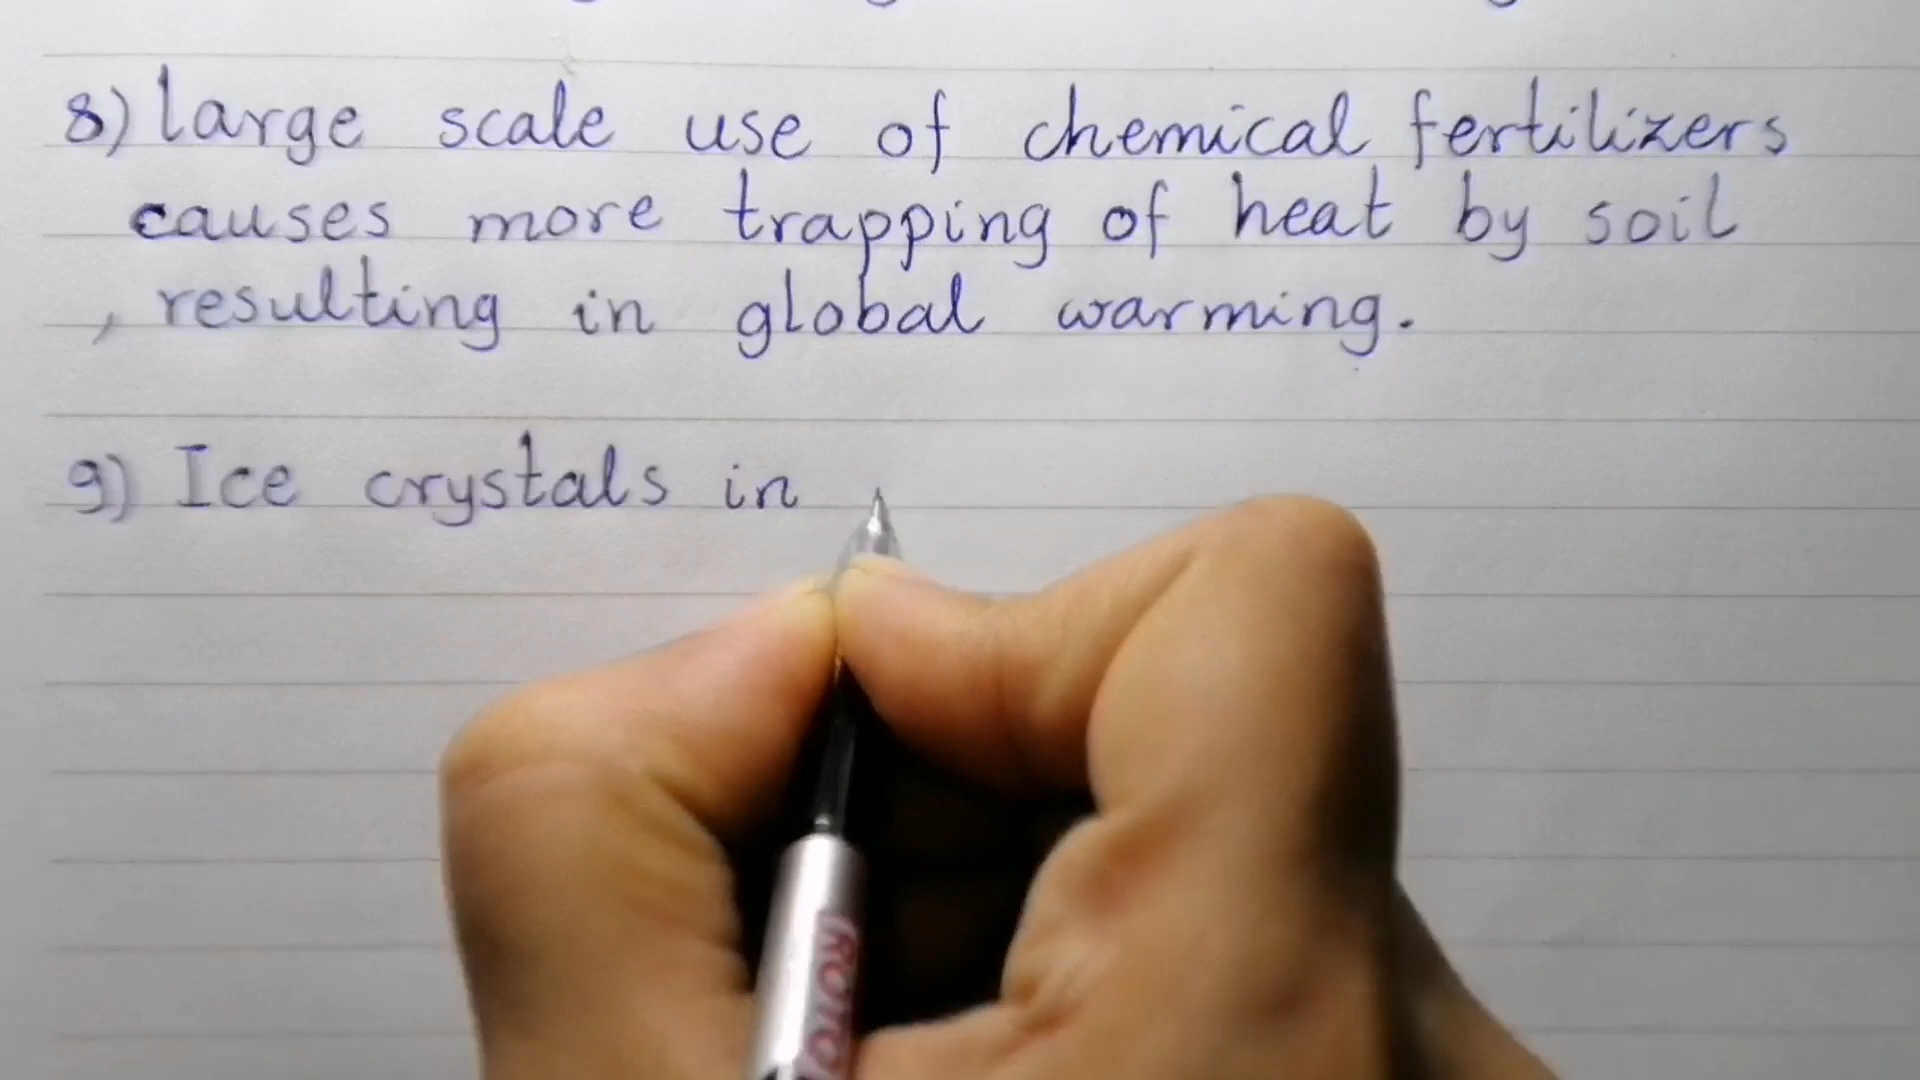 8) large scale use of chemical fertilizers
causes more trapping of heat by soil
, resulting in global warming.
9) Ice crystals in
ROTO